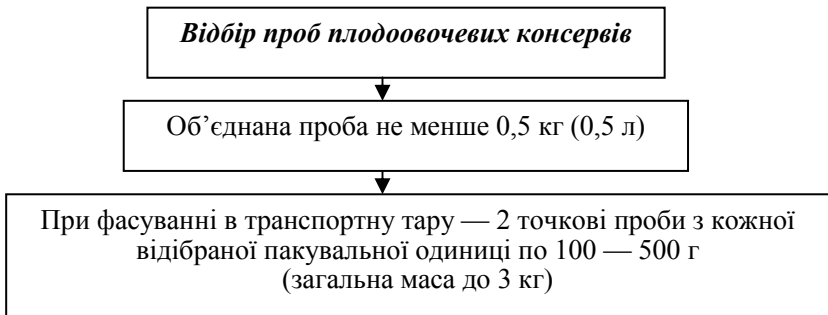 Відбір проб плодоовочевих консервів
Об’єднана проба не менше 0,5 кг (0,5 л)
При фасуванні в транспортну тару — 2 точкові проби з кожної
відібраної пакувальної одиниці по 100 — 500 г
(загальна маса до 3 кг)